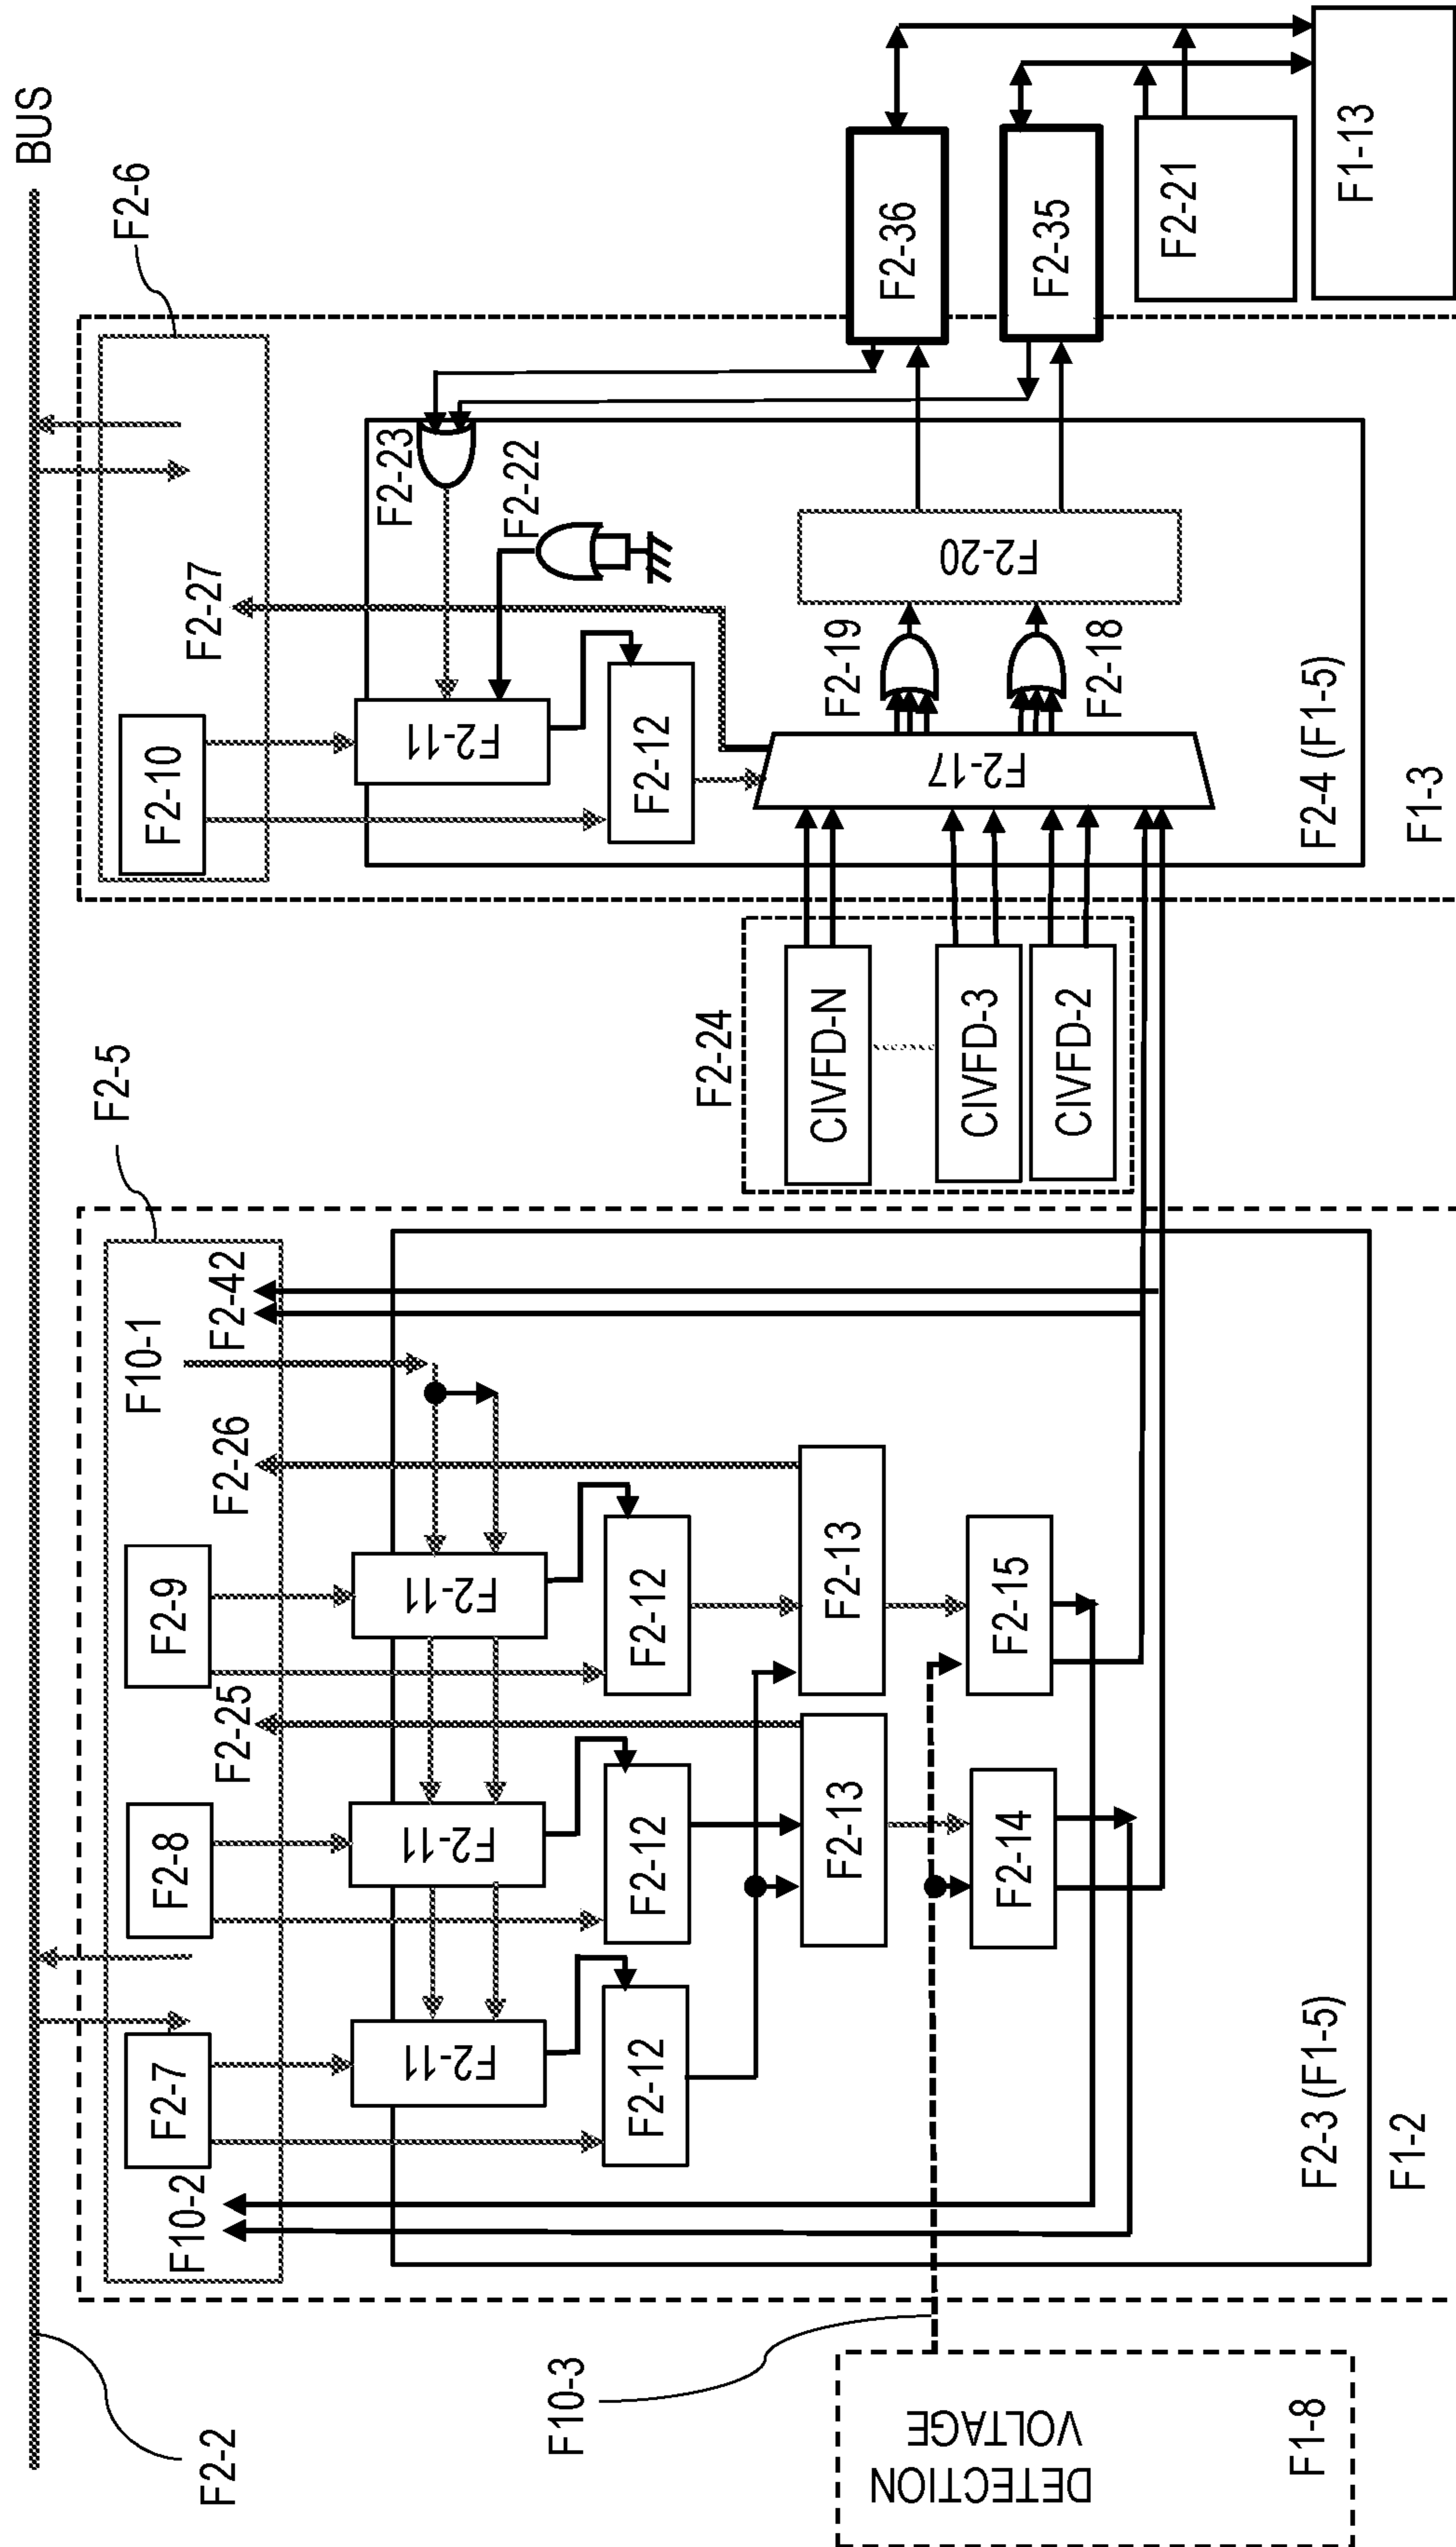 BUS
F2-2
F2-5
F2-6
F10-2
F2-7
F2-8
F2-25
F2-9
F2-26
F10-1
F2-42
F2-10
F2-27
F2-11
F2-11
F2-11
F2-11
F2-23
F2-22
F2-12
F2-12
F2-12
F2-12
F2-13
F2-13
F2-14
F2-15
F2-24
CIVFD-N
CIVFD-3
CIVFD-2
F2-17
F2-19
F2-18
F2-20
F2-36
F2-35
F2-21
F1-13
F10-3
DETECTION
VOLTAGE
F1-8
F2-3 (F1-5)
F1-2
F2-4 (F1-5)
F1-3